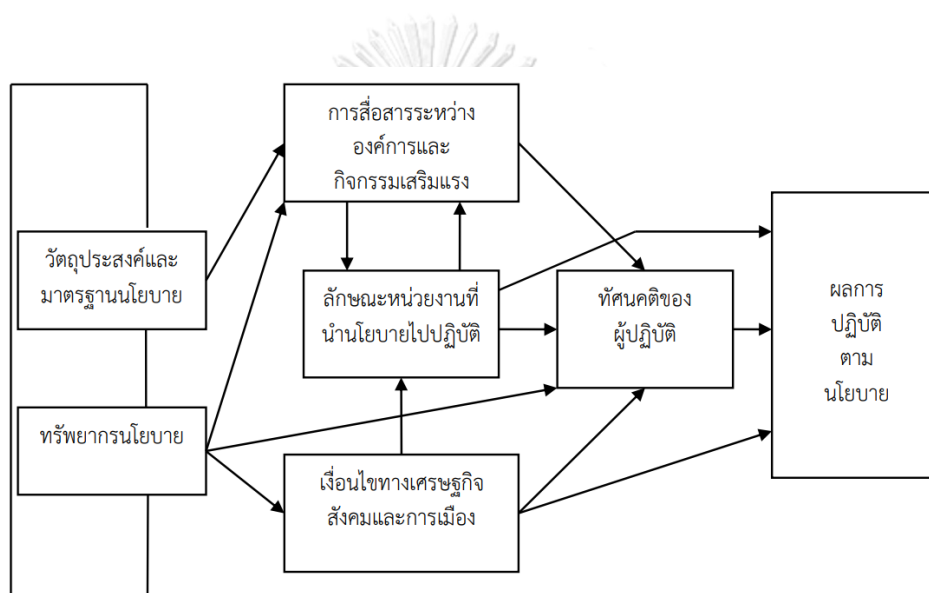 การสื่อสารระหว่าง
องค์การและ
กิจกรรมเสริมแรง
วัตถุประสงค์และ
มาตรฐานนโยบาย
ลักษณะหน่วยงานที่
นำนโยบายไปปฏิบัติ
ทัศนคติของ
ผู้ปฏิบัติ
ผลการ
ปฏิบัติ
ตาม
นโยบาย
ทรัพยากรนโยบาย
เงื่อนไขทางเศรษฐกิจ
สังคมและการเมือง